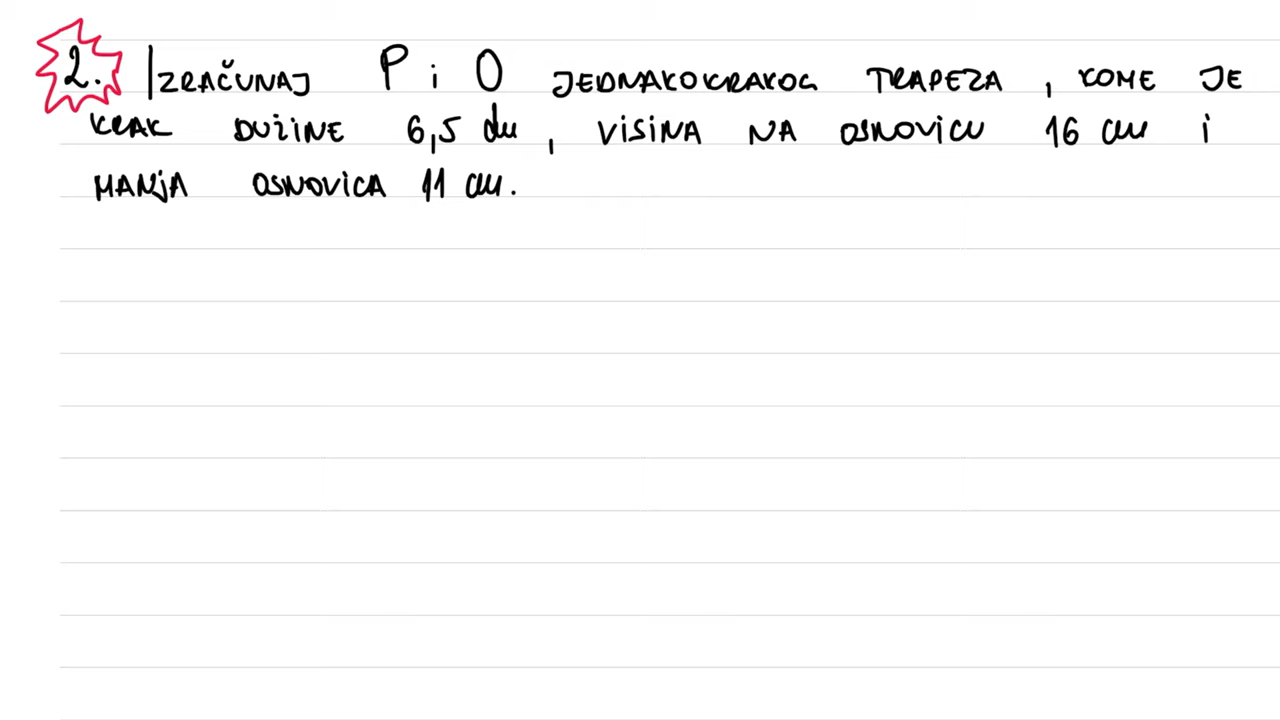 2. IZRAČUNAJ P i O JEDNAKOKRAKOG TRAPEZA, KOME JE
KRAK DUŽINE 6,5 dm, VISINA NA OSNOVICU 16 cm i
MANJA OSNOVICA 11 cm.